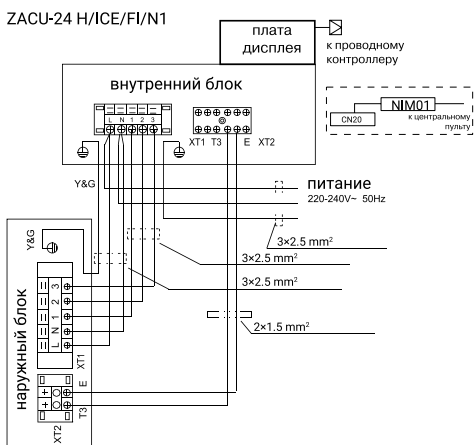 ZACU-24 H/ICE/FI/N1
плата
дисплея
к проводному
контроллеру
внутренний блок
L N 1 2 3
XT1 T3 E XT2
NIM01
CN20
к центральному
пульту
Y&G
питание
220-240V~ 50Hz
3×2.5 mm²
3×2.5 mm²
3×2.5 mm²
2×1.5 mm²
наружный блок
Y&G
L N 1 2 3
XT1
E
T3
XT2